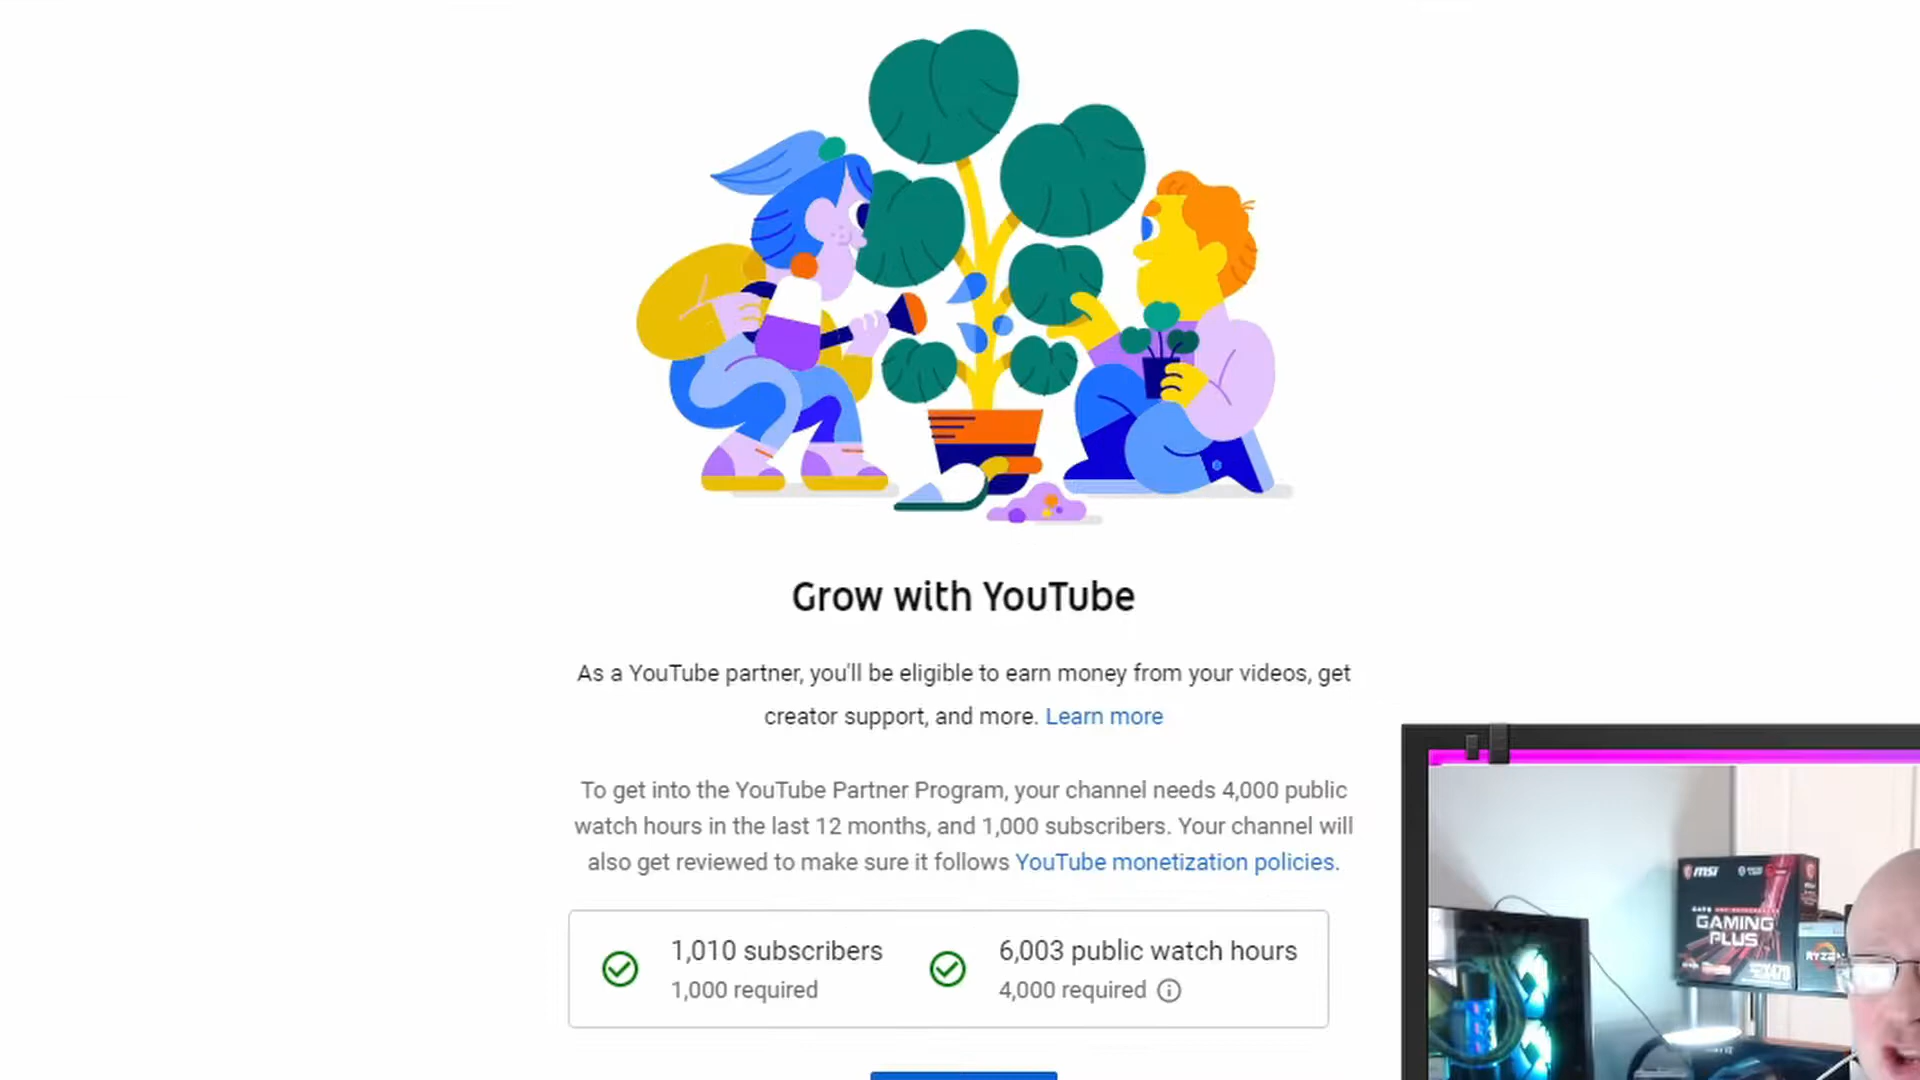 Grow with YouTube
As a YouTube partner, you'll be eligible to earn money from your videos, get
creator support, and more. Learn more
To get into the YouTube Partner Program, your channel needs 4,000 public
watch hours in the last 12 months, and 1,000 subscribers. Your channel will
also get reviewed to make sure it follows YouTube monetization policies.
1,010 subscribers
1,000 required
6,003 public watch hours
4,000 required
msi
GAMING
PLUS
RYZEN